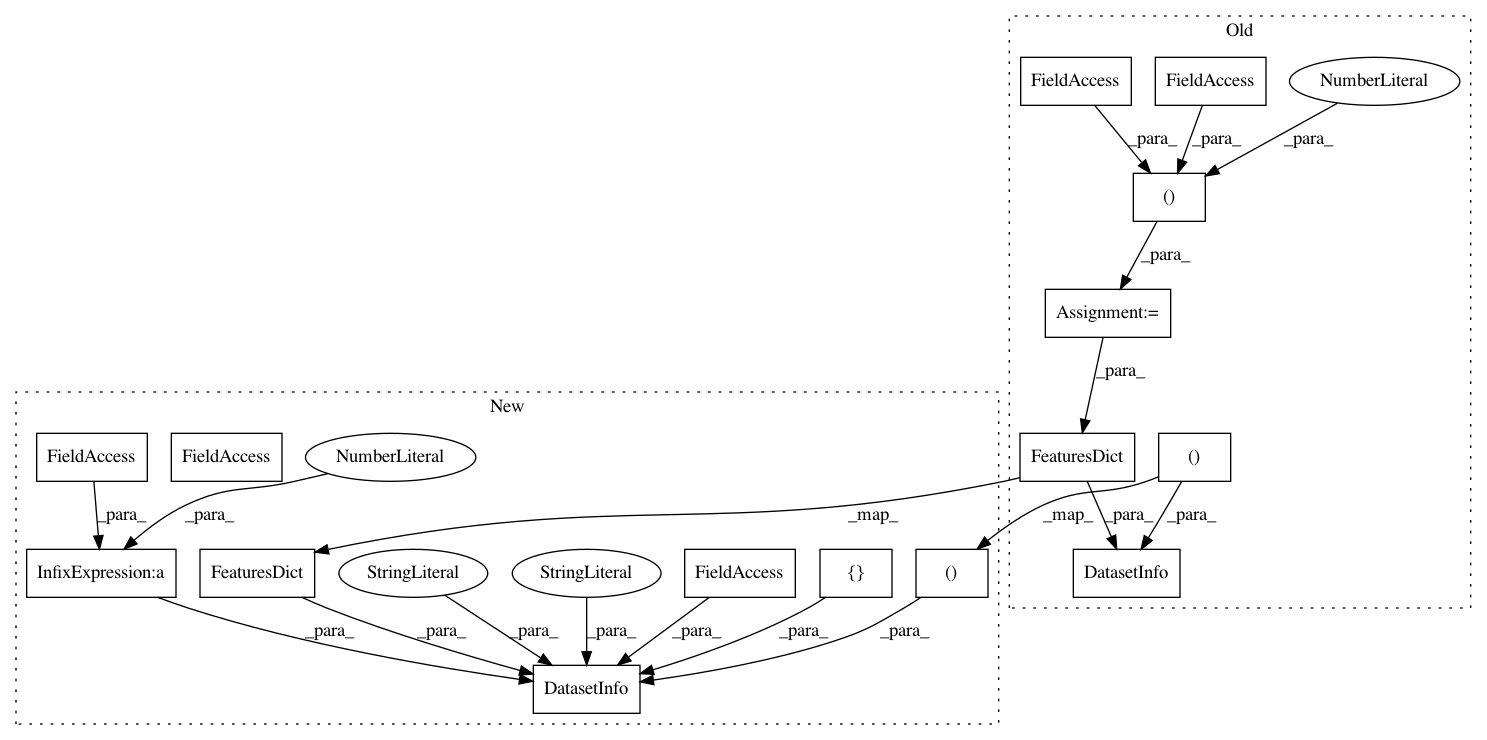 Old
FieldAccess FieldAccess NumberLiteral
_para_ _para_ _para_
()
_para_
Assignment:=
_para_
New
FieldAccess FieldAccess NumberLiteral FeaturesDict ()
_para_ _para_ _map_ _map_ _para_ _para_
InfixExpression:a FeaturesDict StringLiteral StringLiteral FieldAccess {} () DatasetInfo
_para_ _para_ _para_ _para_ _para_ _para_ _para_
DatasetInfo